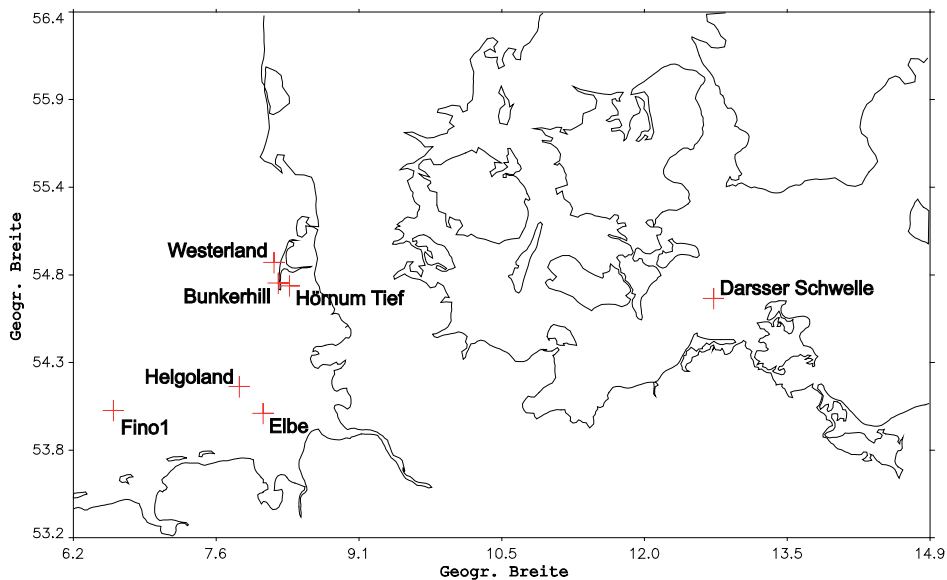 56.4
55.9
55.4
54.8
54.3
53.8
53.2
Geogr. Breite
Westerland
Bunkerhill
Hörnum Tief
Darsser Schwelle
Helgoland
Fino1
Elbe
6.2 7.6 9.1 10.5 12.0 13.5 14.9
Geogr. Breite